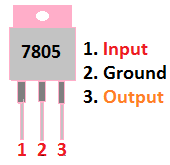 7805
1. Input
2. Ground
3. Output
1 2 3